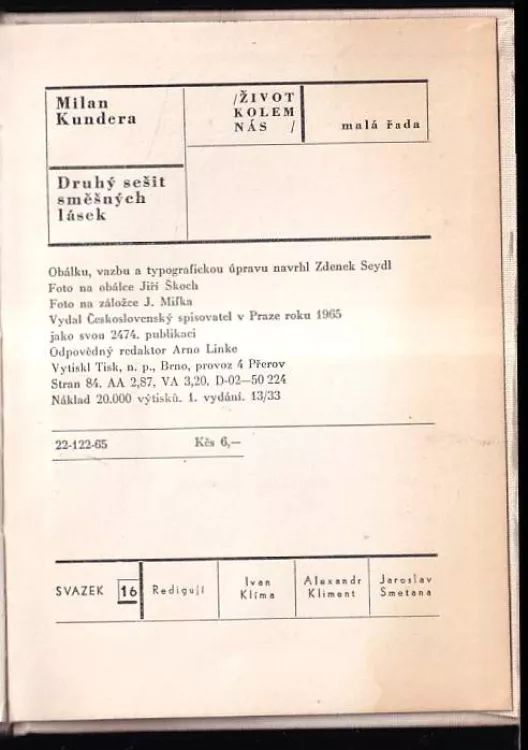 Milan
Kundera
/ŽIVOT
KOLEM
NÁS /
malá řada
Druhý sešit
směšných
lásek
Obálku, vazbu a typografickou úpravu navrhl Zdenek Seydl
Foto na obálce Jiří Škoch
Foto na záložce J. Milka
Vydal Československý spisovatel v Praze roku 1965
jako svou 2474. publikaci
Odpovědný redaktor Arno Linke
Vytiskl Tisk, n. p., Brno, provoz 4 Přerov
Stran 84. AA 2,87, VA 3,20. D-02—50 224
Náklad 20.000 výtisků. 1. vydání. 13/33
22-122-65 Kčs 6,—
SVAZEK 16
Redigují
Ivan
Klíma
Alexandr
Kliment
Jaroslav
Smetana